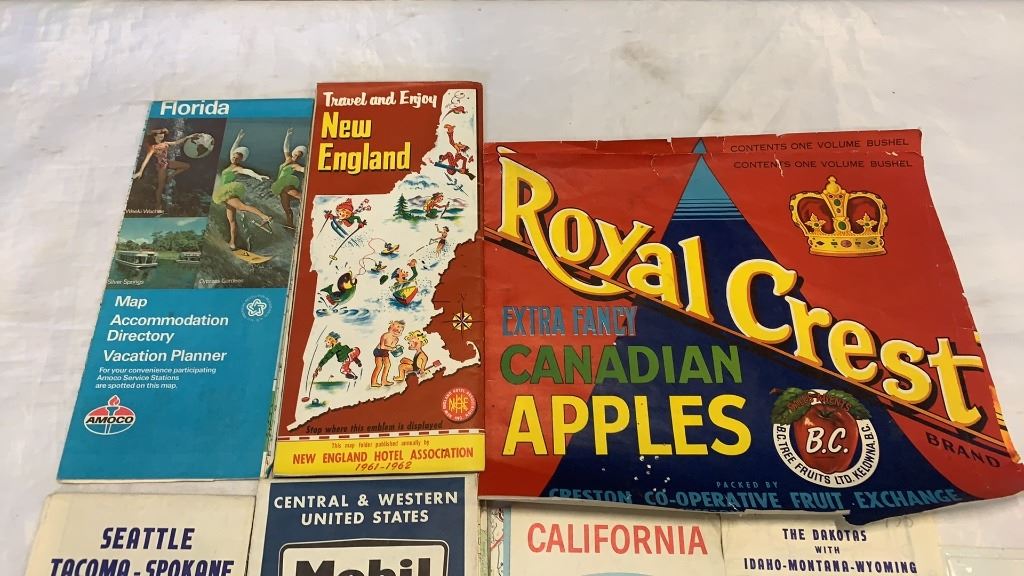 Florida
Weeki Wachee
Silver Springs
Cypress Gardens
Map
Accommodation
Directory
Vacation Planner
For your convenience participating
Amoco Service Stations
are spotted on this map.
AMOCO
Travel and Enjoy
New
England
Stop where this emblem is displayed
This map folder published annually by
NEW ENGLAND HOTEL ASSOCIATION
1961-1962
CONTENTS ONE VOLUME BUSHEL
CONTENTS ONE VOLUME BUSHEL
Royal Crest
BRAND
EXTRA FANCY
CANADIAN
APPLES
B.C.
B.C. TREE FRUITS LTD. KELOWNA, B.C.
PACKED BY
CRESTON CO-OPERATIVE FRUIT EXCHANGE
SEATTLE
TACOMA - SPOKANE
CENTRAL & WESTERN
UNITED STATES
Mobil
CALIFORNIA
THE DAKOTAS
WITH
IDAHO-MONTANA-WYOMING